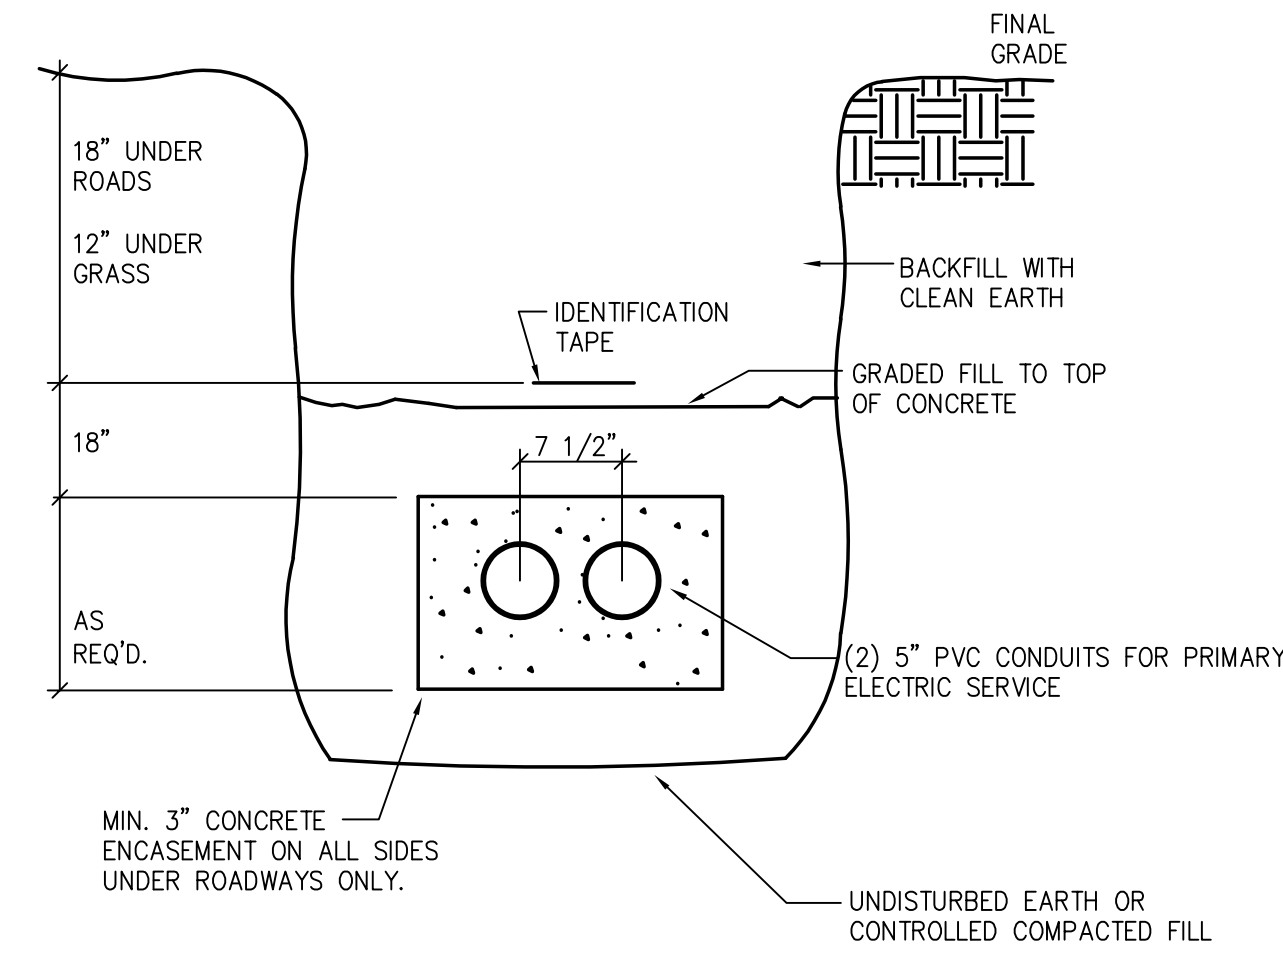 FINAL
GRADE
18” UNDER
ROADS
12” UNDER
GRASS
BACKFILL WITH
CLEAN EARTH
IDENTIFICATION
TAPE
GRADED FILL TO TOP
OF CONCRETE
18”
7 1/2”
AS
REQ'D.
(2) 5” PVC CONDUITS FOR PRIMARY
ELECTRIC SERVICE
MIN. 3” CONCRETE
ENCASEMENT ON ALL SIDES
UNDER ROADWAYS ONLY.
UNDISTURBED EARTH OR
CONTROLLED COMPACTED FILL